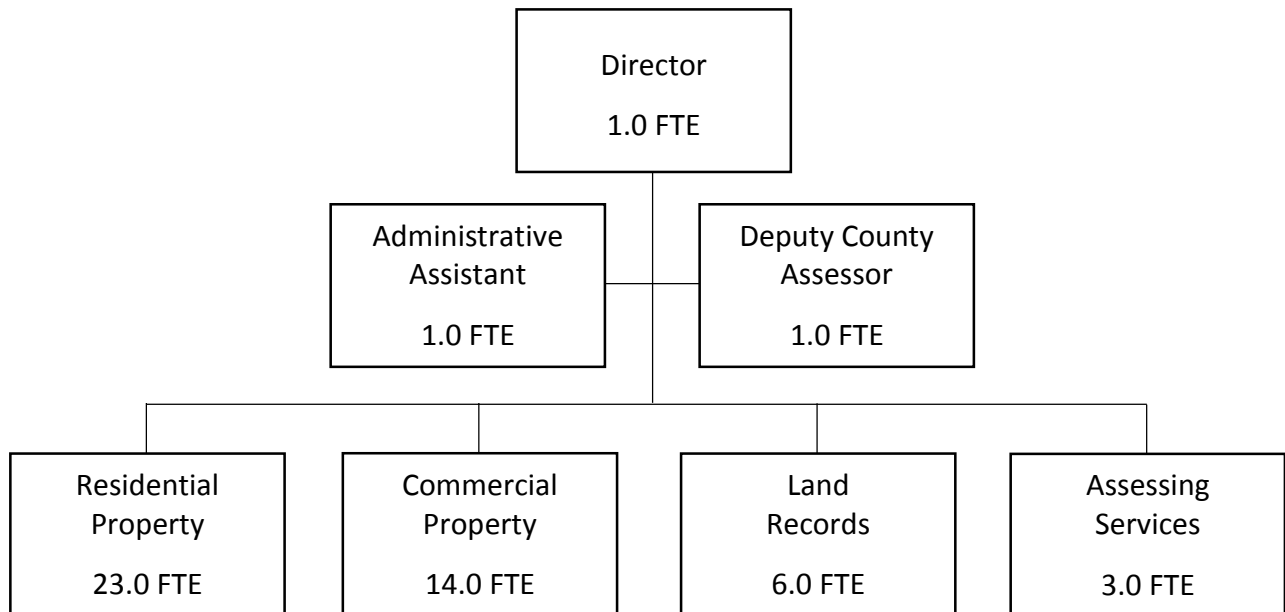 Director
1.0 FTE
Administrative
Assistant
1.0 FTE
Deputy County
Assessor
1.0 FTE
Residential
Property
23.0 FTE
Commercial
Property
14.0 FTE
Land
Records
6.0 FTE
Assessing
Services
3.0 FTE